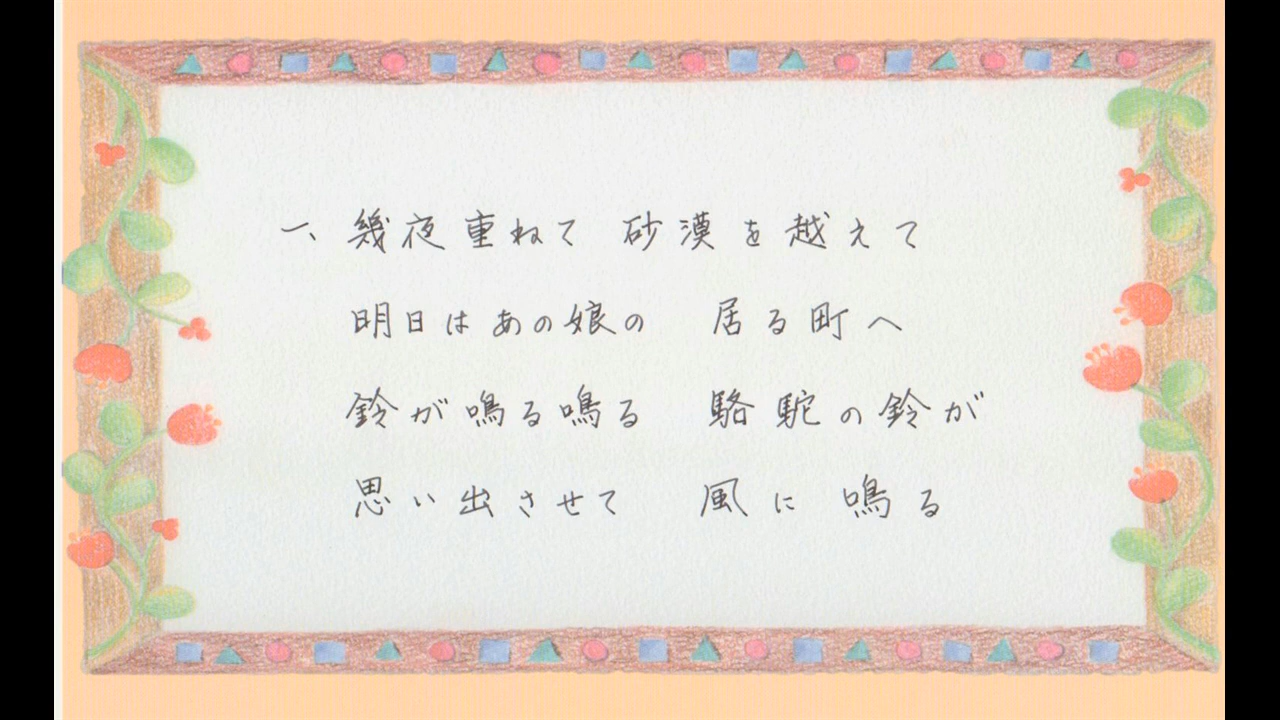 一、幾夜重ねて 砂漠を越えて
明日はあの娘の 居る町へ
鈴が鳴る鳴る 駱駝の鈴が
思い出させて 風に鳴る